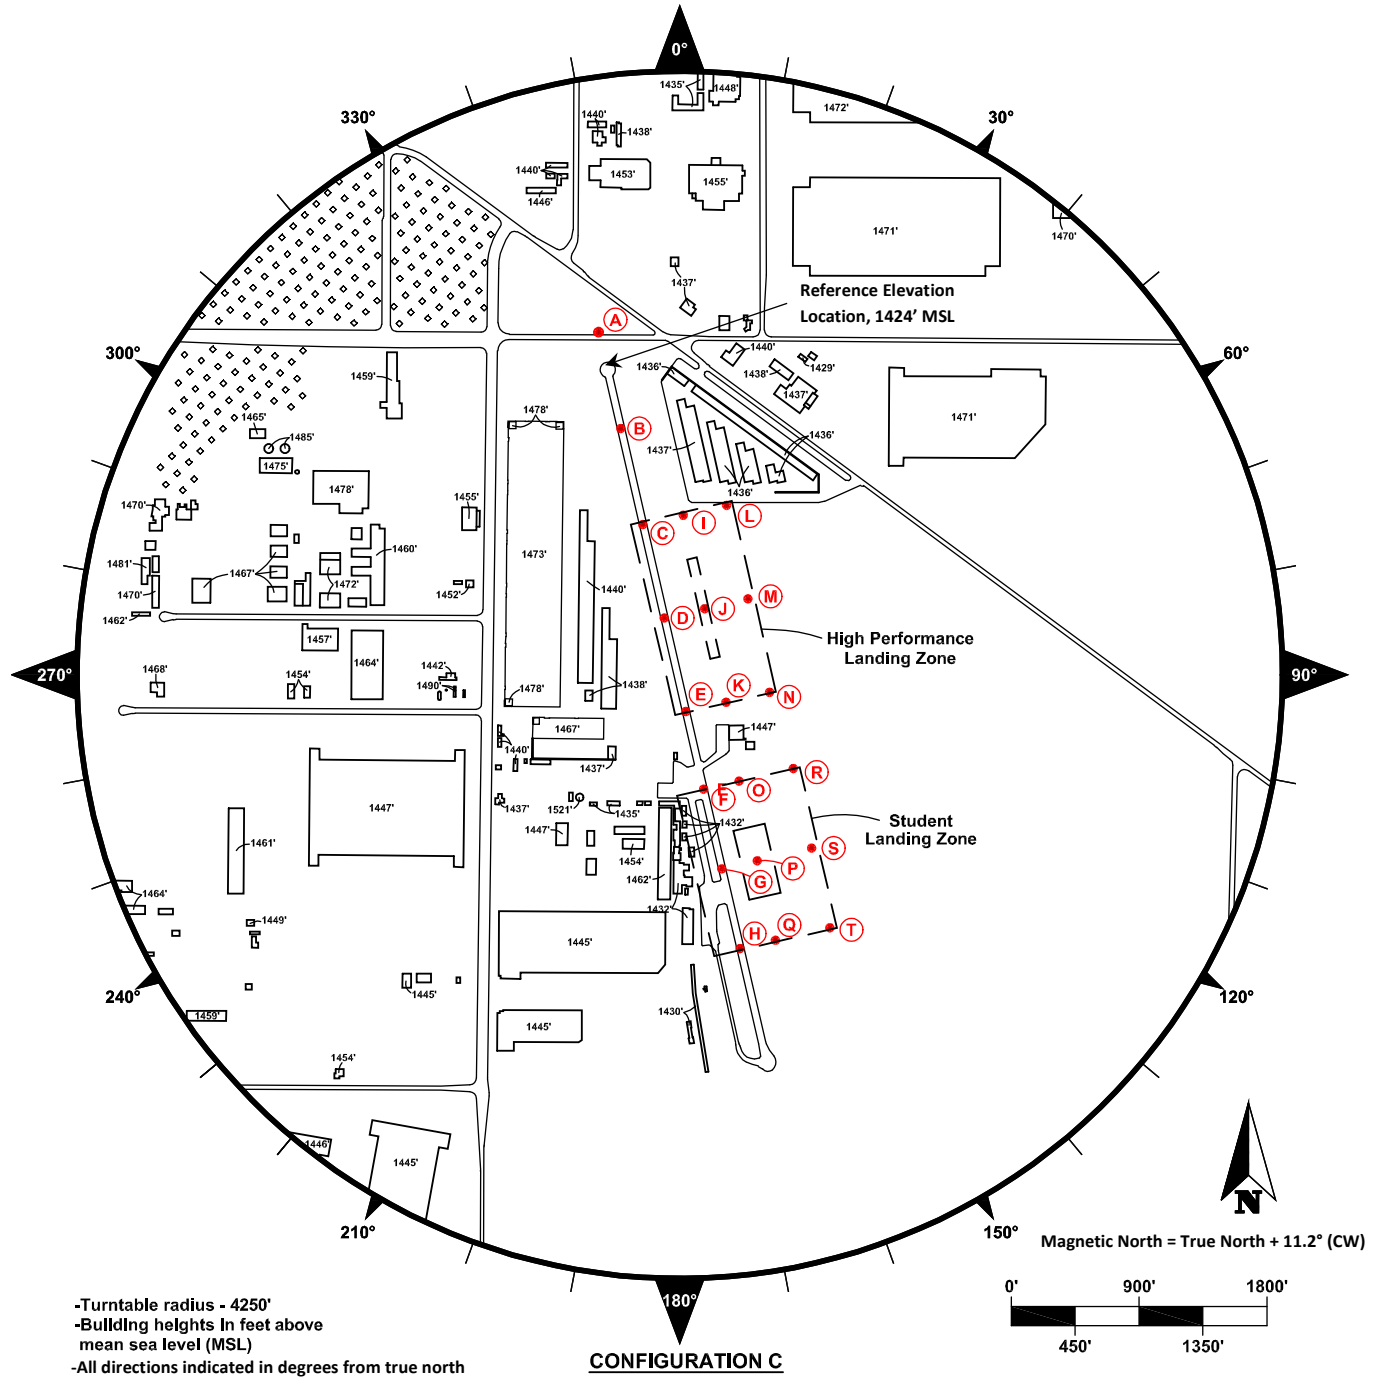 0°
1435'
1448'
1472'
330°
30°
1440'
1438'
1440'
1453'
1455'
1446'
1471'
1470'
1437'
Reference Elevation
Location, 1424’ MSL
A
300°
60°
1440'
1429'
1436'
1438'
1459'
1437'
1478'
1465'
1471'
B
1485'
1437'
1436'
1475'
1478'
1436'
1470'
1455'
L
I
C
1473'
1460'
1481'
1467'
1472'
1440'
1452'
1470'
M
J
D
1462'
1457'
High Performance
Landing Zone
1464'
270°
90°
1468'
1454'
1442'
1490'
1478'
1438'
E
K
N
1467'
1447'
1440'
1437'
R
O
E
F
1447'
1437'
1521'
1435'
1432'
Student
Landing Zone
1447'
1461'
1454'
S
P
G
1462'
1464'
1432'
1449'
T
H
Q
1445'
240°
120°
1445'
1459'
1430'
1445'
1454'
1446'
1445'
N
210°
150°
Magnetic North = True North + 11.2° (CW)
0'
900'
1800'
450'
1350'
180°
-Turntable radius - 4250'
-Building heights in feet above
mean sea level (MSL)
-All directions indicated in degrees from true north
CONFIGURATION C